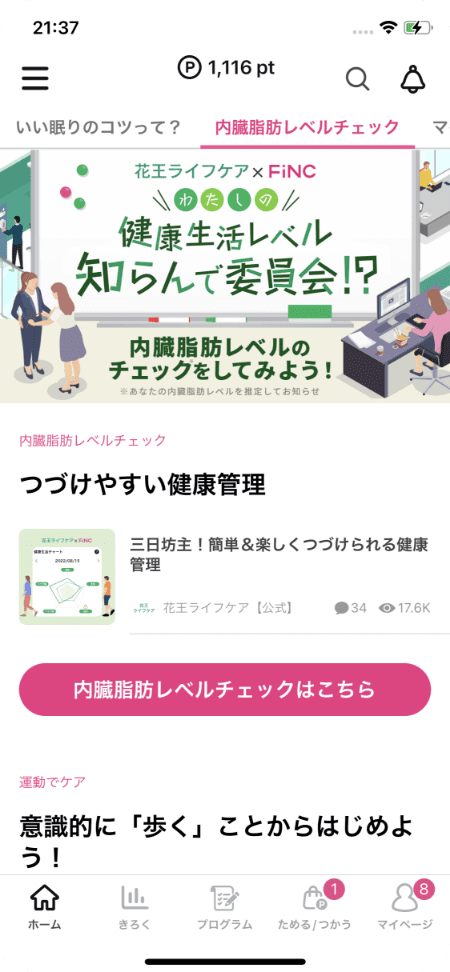 21:37
P 1,116 pt
いい眠りのコツって？ 内臓脂肪レベルチェック マ
花王ライフケア×FiNC
わたしの
健康生活レベル
知らんで委員会!?
内臓脂肪レベルの
チェックをしてみよう！
※あなたの内臓脂肪レベルを推定してお知らせ
内臓脂肪レベルチェック
つづけやすい健康管理
花王ライフケア×FiNC
健康生活チャート
2022/08/15
三日坊主！簡単＆楽しくつづけられる健康
管理
花王
ライフケア
花王ライフケア【公式】 34 17.6K
内臓脂肪レベルチェックはこちら
運動でケア
意識的に「歩く」ことからはじめよ
う！
1 8
ホーム きろく プログラム ためる/つかう マイページ